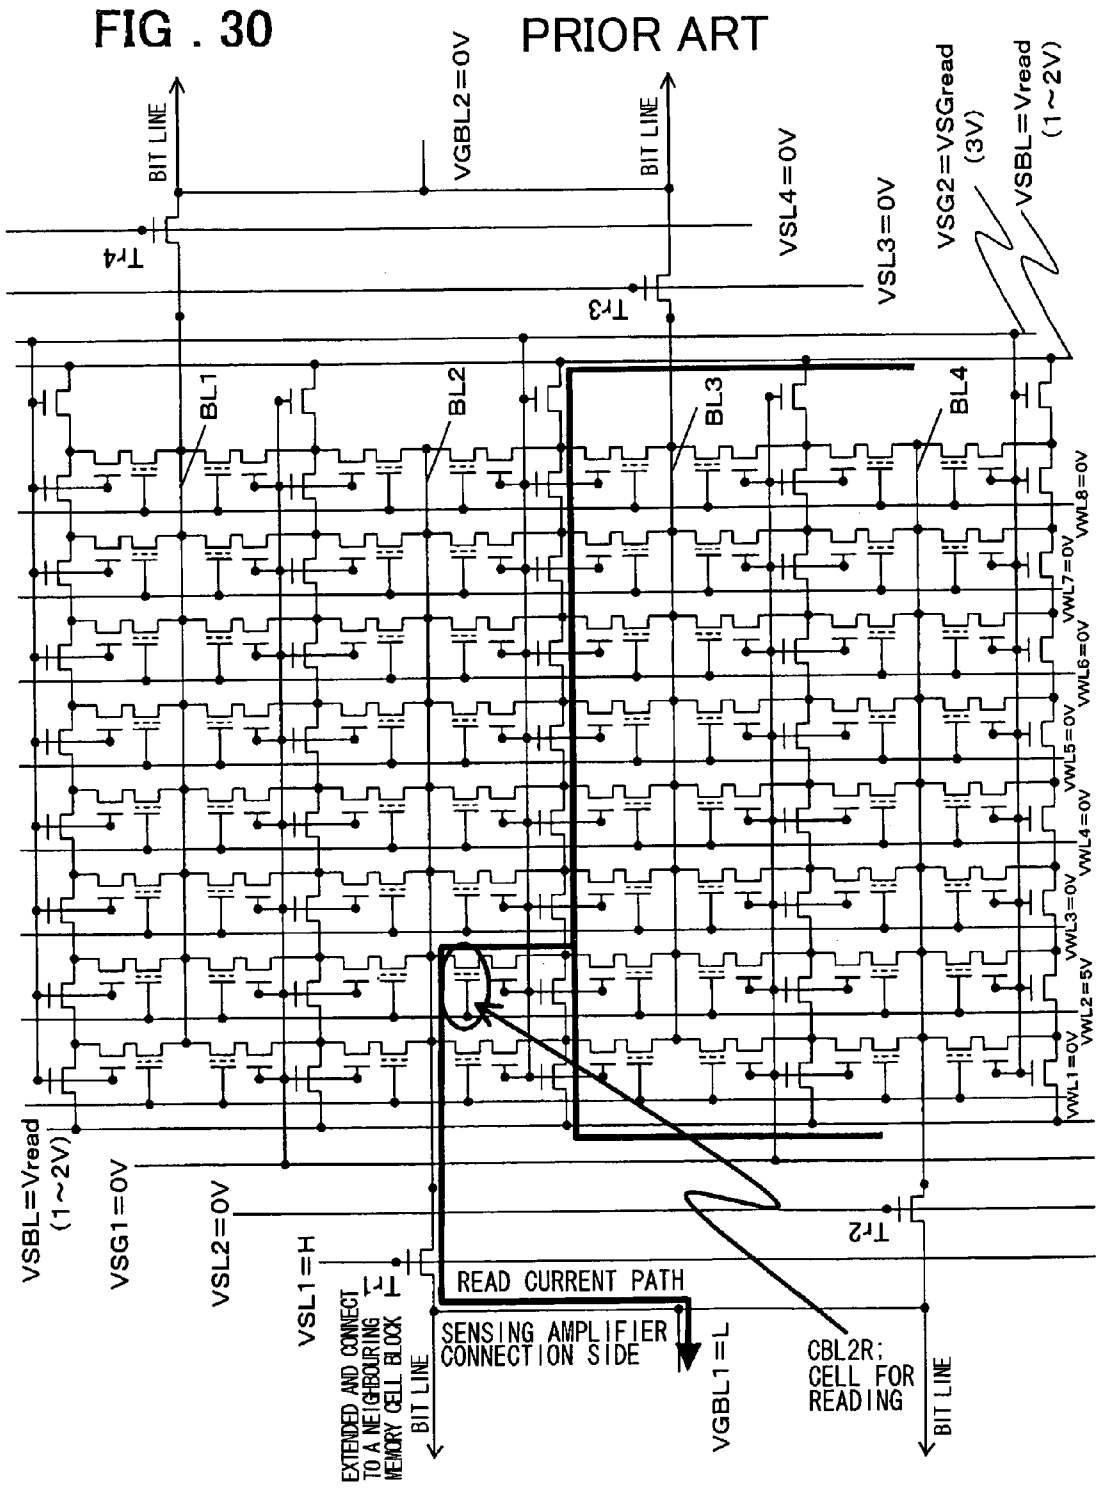 FIG . 30
PRIOR ART
BIT LINE
VGBL2=0V
BIT LINE
VSL4=0V
VSL3=0V
VSG2=VSGread
(3V)
VSBL=Vread
(1~2V)
Tr4
Tr3
BL1
BL2
BL3
BL4
VWL8=0V
VWL7=0V
VWL6=0V
VWL5=0V
VWL4=0V
VWL3=0V
VWL2=5V
VWL1=0V
VSBL=Vread
(1~2V)
VSG1=0V
VSL2=0V
VSL1=H
Tr1
Tr2
READ CURRENT PATH
SENSING AMPLIFIER
CONNECTION SIDE
EXTENDED AND CONNECT
TO A NEIGHBOURING
MEMORY CELL BLOCK
BIT LINE
VGBL1=L
CBL2R;
CELL FOR
READING
BIT LINE